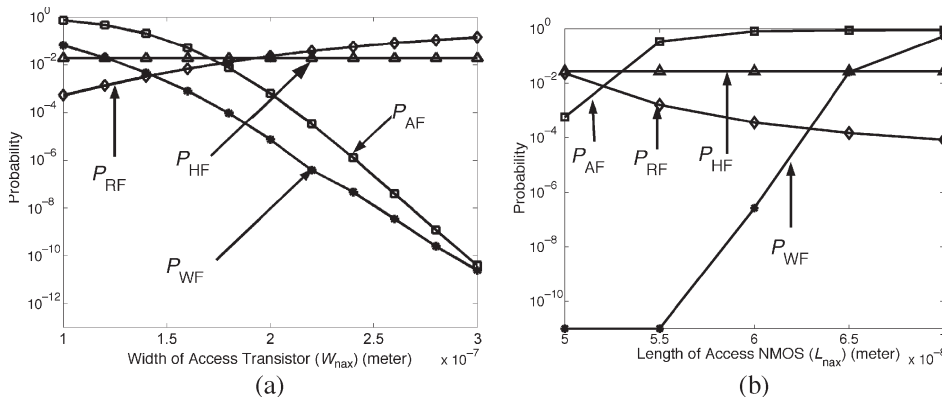 10^0
10^-2
10^-4
10^-6
10^-8
10^-10
10^-12
Probability
P_RF
P_HF
P_AF
P_WF
1
1.5
2
2.5
3
Width of Access Transistor (W_nax) (meter)
x 10^-7
(a)
10^0
10^-2
10^-4
10^-6
10^-8
10^-10
Probability
P_AF
P_RF
P_HF
P_WF
5
5.5
6
6.5
Length of Access NMOS (L_nax) (meter)
(b)